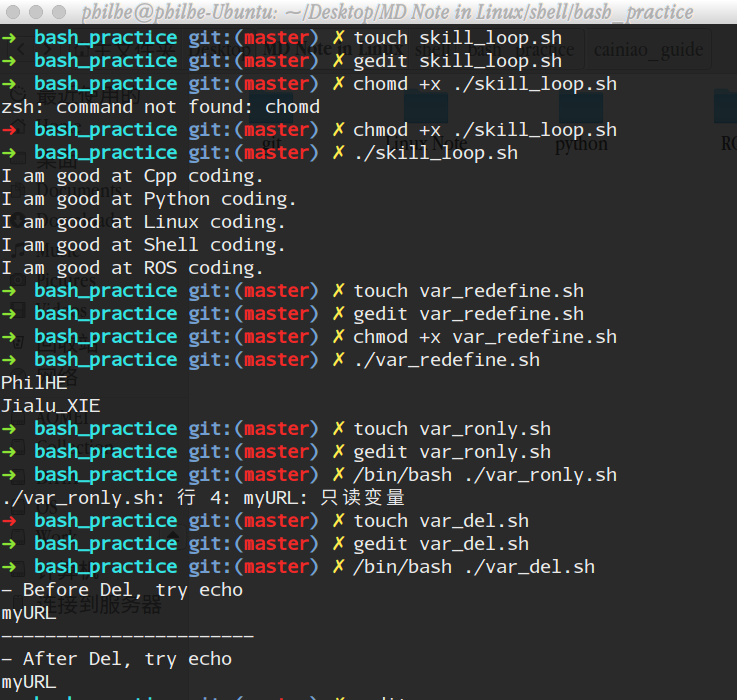 philhe@philhe-Ubuntu: ~/Desktop/MD Note in Linux/shell/bash_practice
➜ bash_practice git:(master) ✗ touch skill_loop.sh
➜ bash_practice git:(master) ✗ gedit skill_loop.sh
➜ bash_practice git:(master) ✗ chomd +x ./skill_loop.sh
zsh: command not found: chomd
➜ bash_practice git:(master) ✗ chmod +x ./skill_loop.sh
➜ bash_practice git:(master) ✗ ./skill_loop.sh
I am good at Cpp coding.
I am good at Python coding.
I am good at Linux coding.
I am good at Shell coding.
I am good at ROS coding.
➜ bash_practice git:(master) ✗ touch var_redefine.sh
➜ bash_practice git:(master) ✗ gedit var_redefine.sh
➜ bash_practice git:(master) ✗ chmod +x var_redefine.sh
➜ bash_practice git:(master) ✗ ./var_redefine.sh
PhilHE
Jialu_XIE
➜ bash_practice git:(master) ✗ touch var_ronly.sh
➜ bash_practice git:(master) ✗ gedit var_ronly.sh
➜ bash_practice git:(master) ✗ /bin/bash ./var_ronly.sh
./var_ronly.sh: 行 4: myURL: 只读变量
➜ bash_practice git:(master) ✗ touch var_del.sh
➜ bash_practice git:(master) ✗ gedit var_del.sh
➜ bash_practice git:(master) ✗ /bin/bash ./var_del.sh
- Before Del, try echo
myURL
-----------------------
- After Del, try echo
myURL